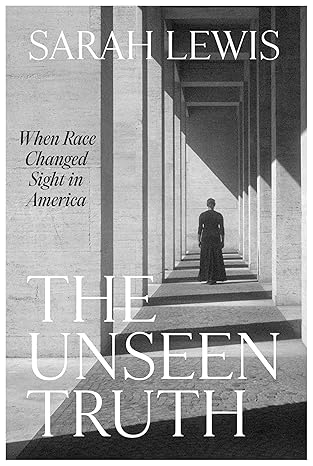 SARAH LEWIS
When Race
Changed
Sight in
America
THE
UNSEEN
TRUTH